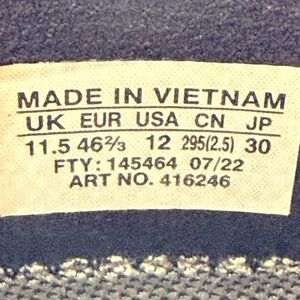 MADE IN VIETNAM
UK EUR USA CN JP
11.5 46⅔ 12 295(2.5) 30
FTY: 145464 07/22
ART NO. 416246